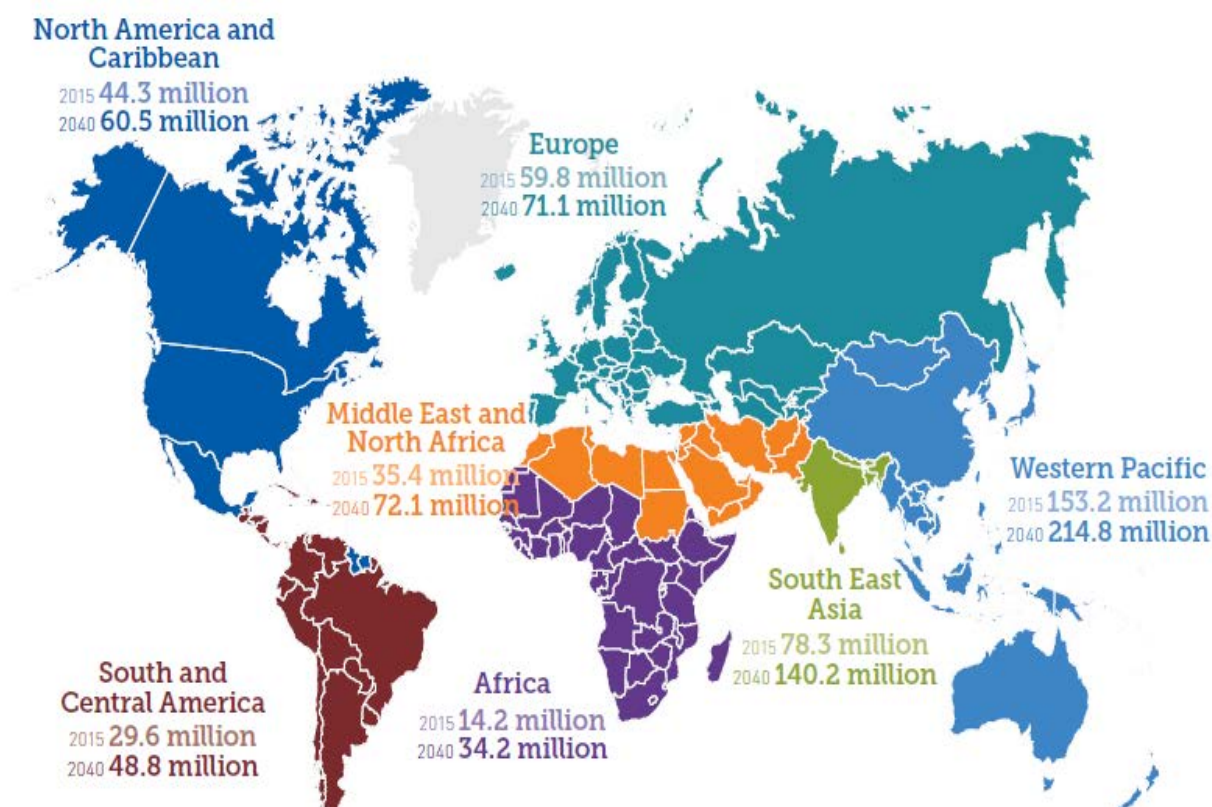 North America and
Caribbean
2015 44.3 million
2040 60.5 million
Europe
2015 59.8 million
2040 71.1 million
Middle East and
North Africa
2015 35.4 million
2040 72.1 million
Western Pacific
2015 153.2 million
2040 214.8 million
South East
Asia
2015 78.3 million
2040 140.2 million
South and
Central America
2015 29.6 million
2040 48.8 million
Africa
2015 14.2 million
2040 34.2 million